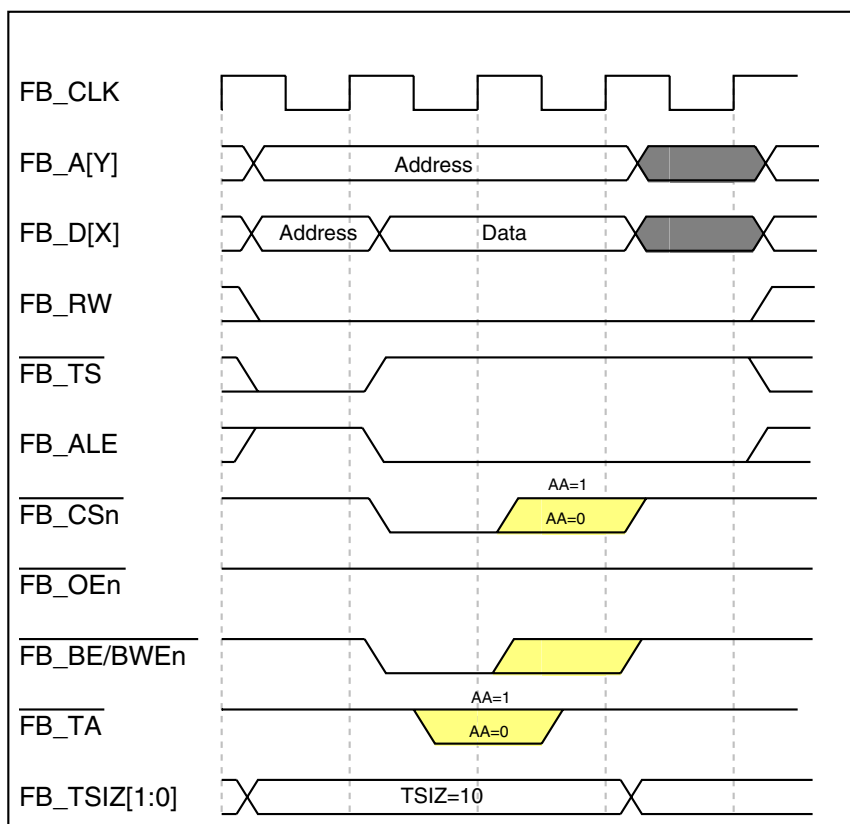 FB_CLK
FB_A[Y]
Address
FB_D[X]
Address
Data
FB_RW
FB_TS
FB_ALE
AA=1
FB_CSn
AA=0
FB_OEn
FB_BE/BWEn
AA=1
FB_TA
AA=0
FB_TSIZ[1:0]
TSIZ=10